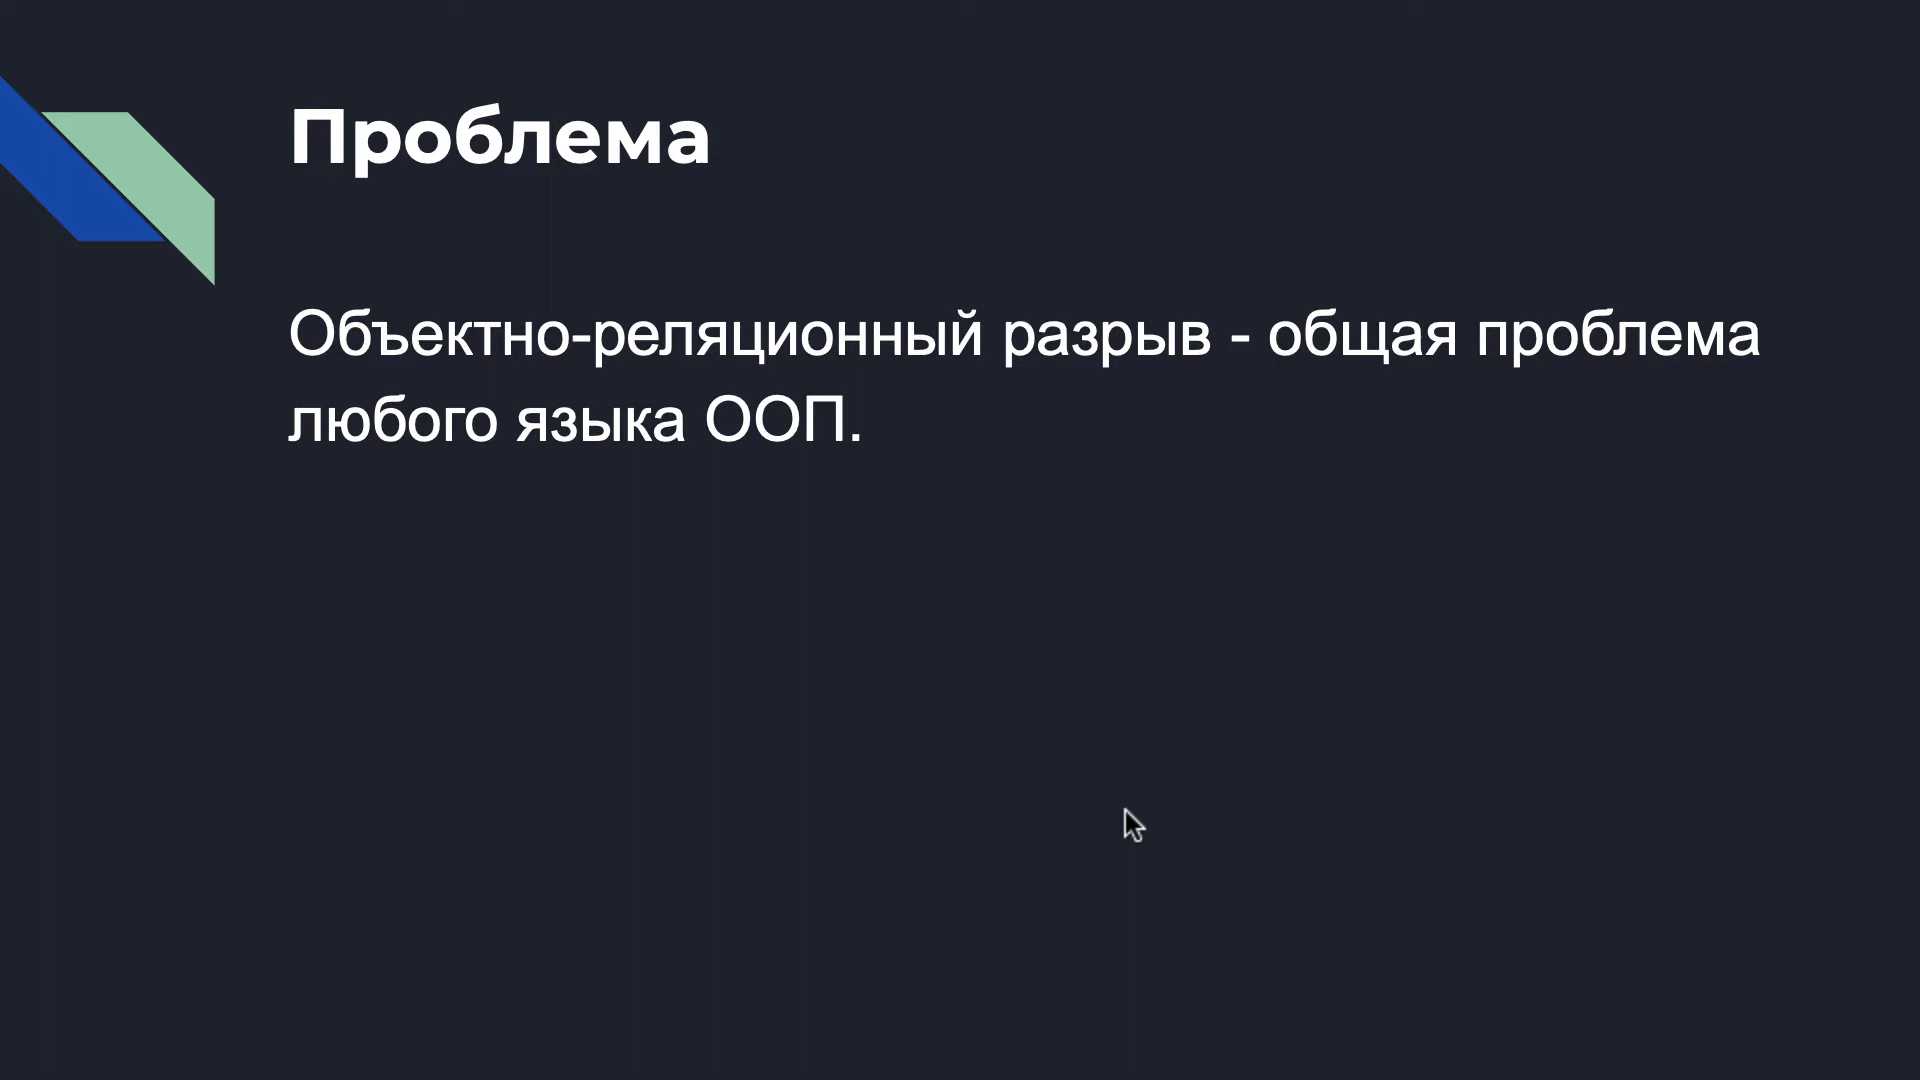 Проблема
Объектно-реляционный разрыв - общая проблема
любого языка ООП.